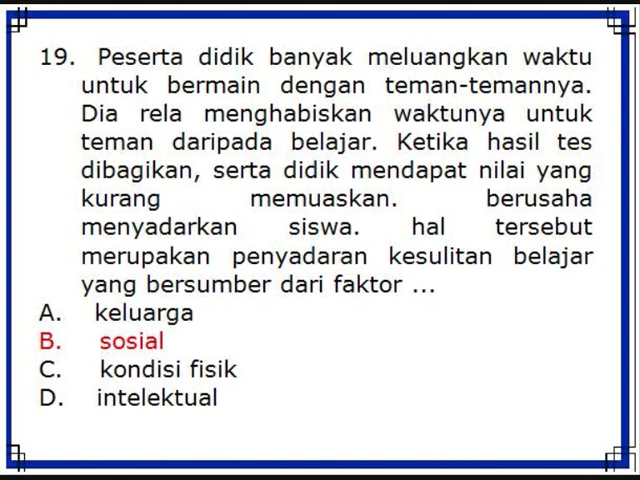 19. Peserta didik banyak meluangkan waktu
untuk bermain dengan teman-temannya.
Dia rela menghabiskan waktunya untuk
teman daripada belajar. Ketika hasil tes
dibagikan, serta didik mendapat nilai yang
kurang memuaskan. berusaha
menyadarkan siswa. hal tersebut
merupakan penyadaran kesulitan belajar
yang bersumber dari faktor ...
A. keluarga
B. sosial
C. kondisi fisik
D. intelektual